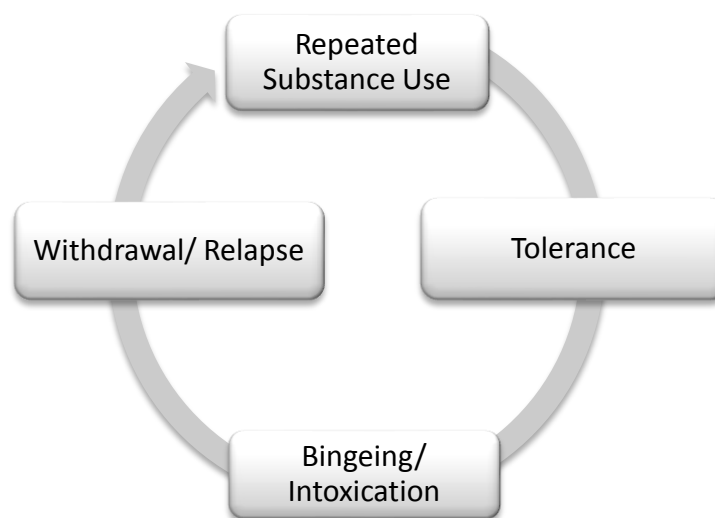 Repeated
Substance Use
Withdrawal/ Relapse
Tolerance
Bingeing/
Intoxication